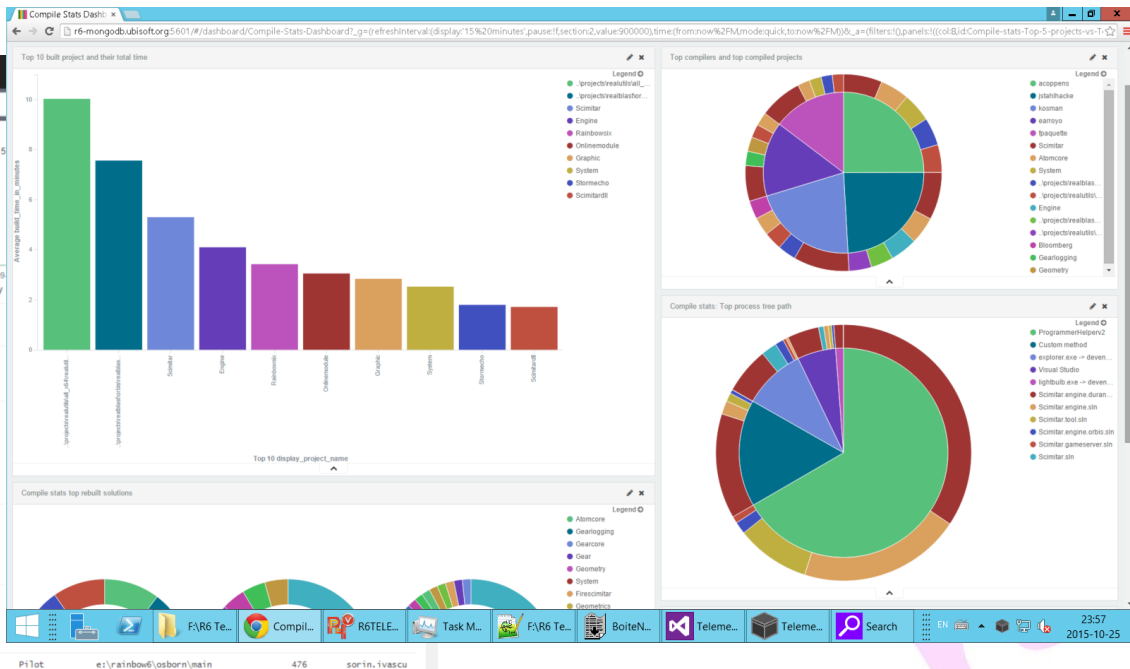 Compile Stats Dashb
r6-mongodb.ubisoft.org:5601/#/dashboard/Compile-Stats-Dashboard?_g=(refreshInterval:(display:'15%20minutes',pause:!f,section:2,value:900000),time:(from:now%2FM,mode:quick,to:now%2FM))&_a=(filters:!(),panels:!((col:8,id:Compile-stats-Top-5-projects-vs-T
Top 10 built project and their total time
Legend
..\projects\realutils\all_...
..\projects\realblast\or...
Scimitar
Engine
Rainbowsix
Onlinemodule
Graphic
System
Stormecho
Scimitardll
Average build_time_in_minutes
10
8
6
4
2
0
Scimitar
Engine
Rainbowsix
Onlinemodule
Graphic
System
Stormecho
Scimitardll
Top 10 display_project_name
Top compilers and top compiled projects
Legend
acoppens
jstahlhacke
kosman
earroyo
fpaquette
Scimitar
Atomcore
System
..\projects\realblas...
..\projects\realutils\...
Engine
..\projects\realblas...
..\projects\realutils\...
Bloomberg
Gearlogging
Geometry
Compile stats: Top process tree path
Legend
ProgrammerHelperv2
Custom method
explorer.exe -> deven...
Visual Studio
lightbulb.exe -> deven...
Scimitar.engine.duran...
Scimitar.engine.sln
Scimitar.tool.sln
Scimitar.engine.orbis.sln
Scimitar.gameserver.sln
Scimitar.sln
Compile stats top rebuilt solutions
Legend
Atomcore
Gearlogging
Gearcore
Gear
Geometry
System
Firescimitar
Geometrics
F:\R6 Te...
Compil...
R6TELE...
Task M...
F:\R6 Te...
BoiteN...
Teleme...
Teleme...
Search
EN
23:57
2015-10-25
Pilot e:\rainbow6\osborn\main 476 sorin.ivascu